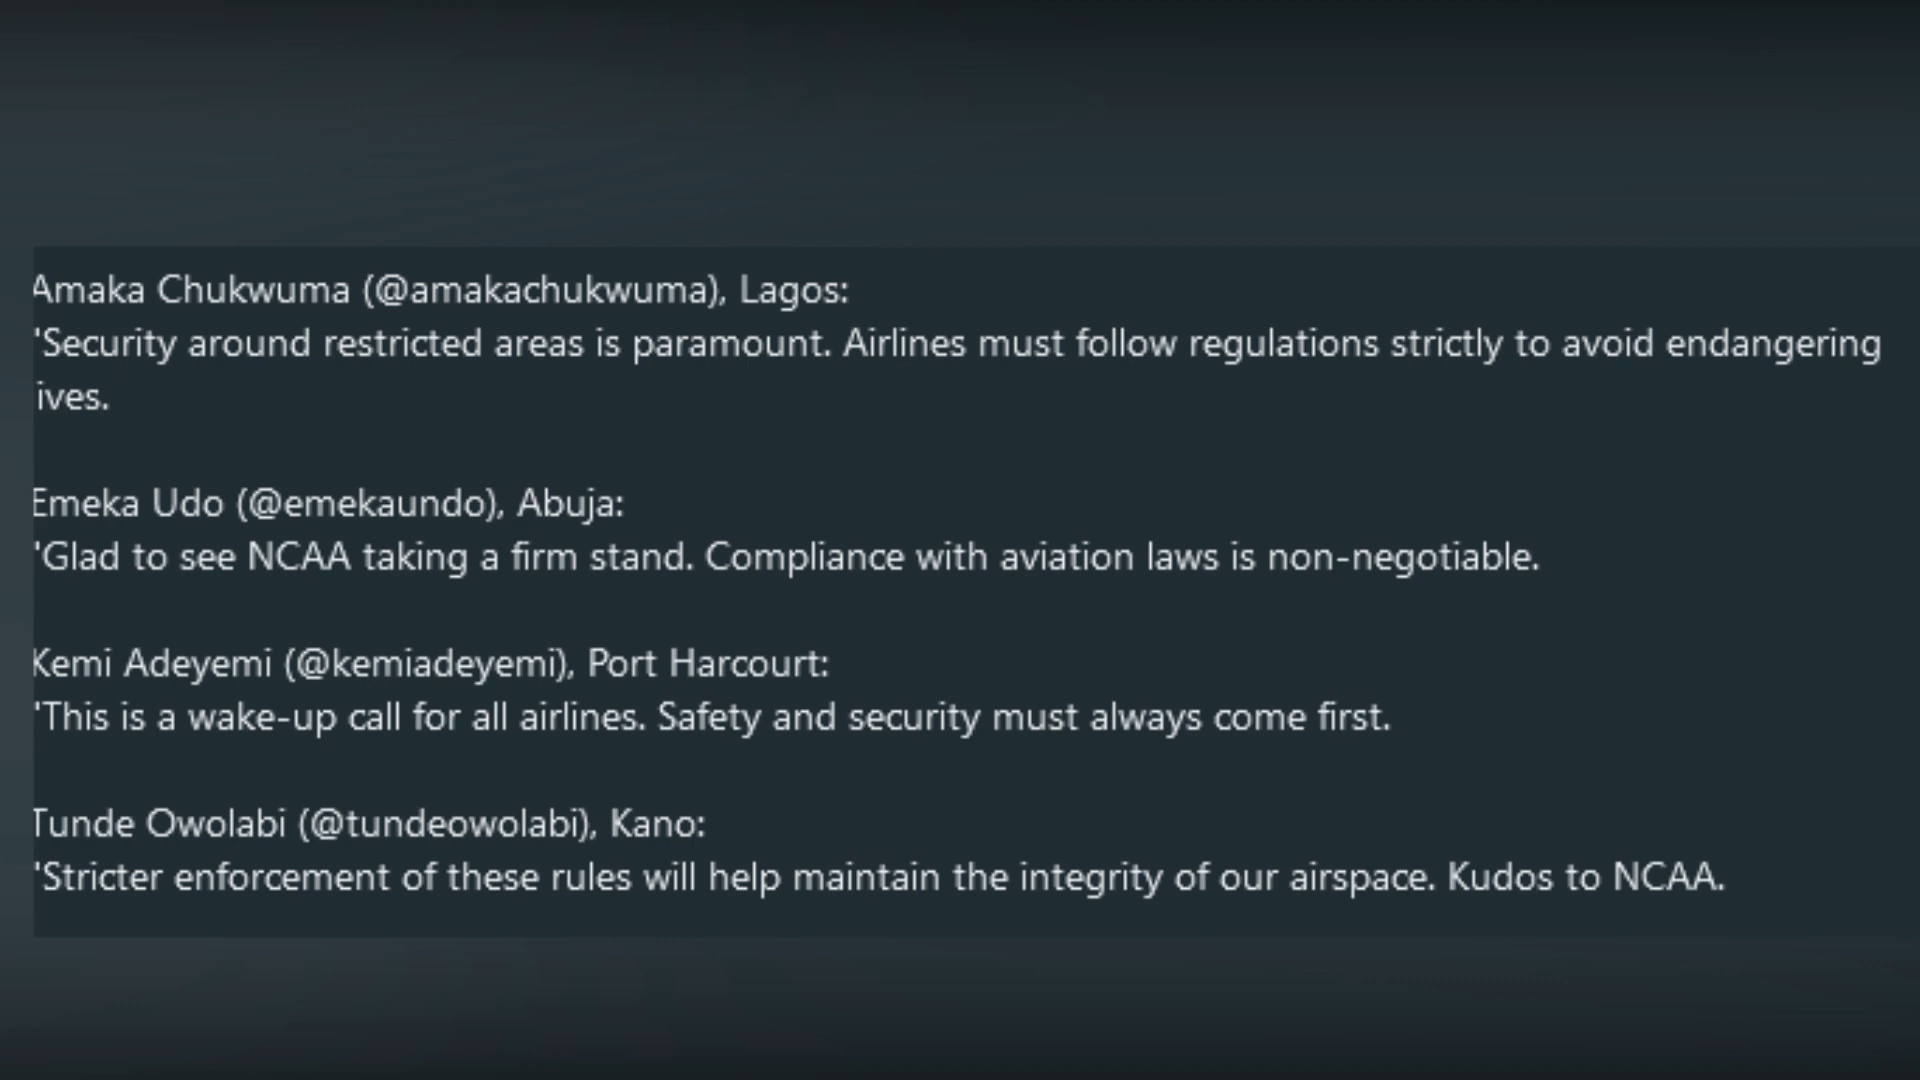 Amaka Chukwuma (@amakachukwuma), Lagos:
"Security around restricted areas is paramount. Airlines must follow regulations strictly to avoid endangering
ives.
Emeka Udo (@emekaundo), Abuja:
"Glad to see NCAA taking a firm stand. Compliance with aviation laws is non-negotiable.
Kemi Adeyemi (@kemiadeyemi), Port Harcourt:
"This is a wake-up call for all airlines. Safety and security must always come first.
Tunde Owolabi (@tundeowolabi), Kano:
"Stricter enforcement of these rules will help maintain the integrity of our airspace. Kudos to NCAA.